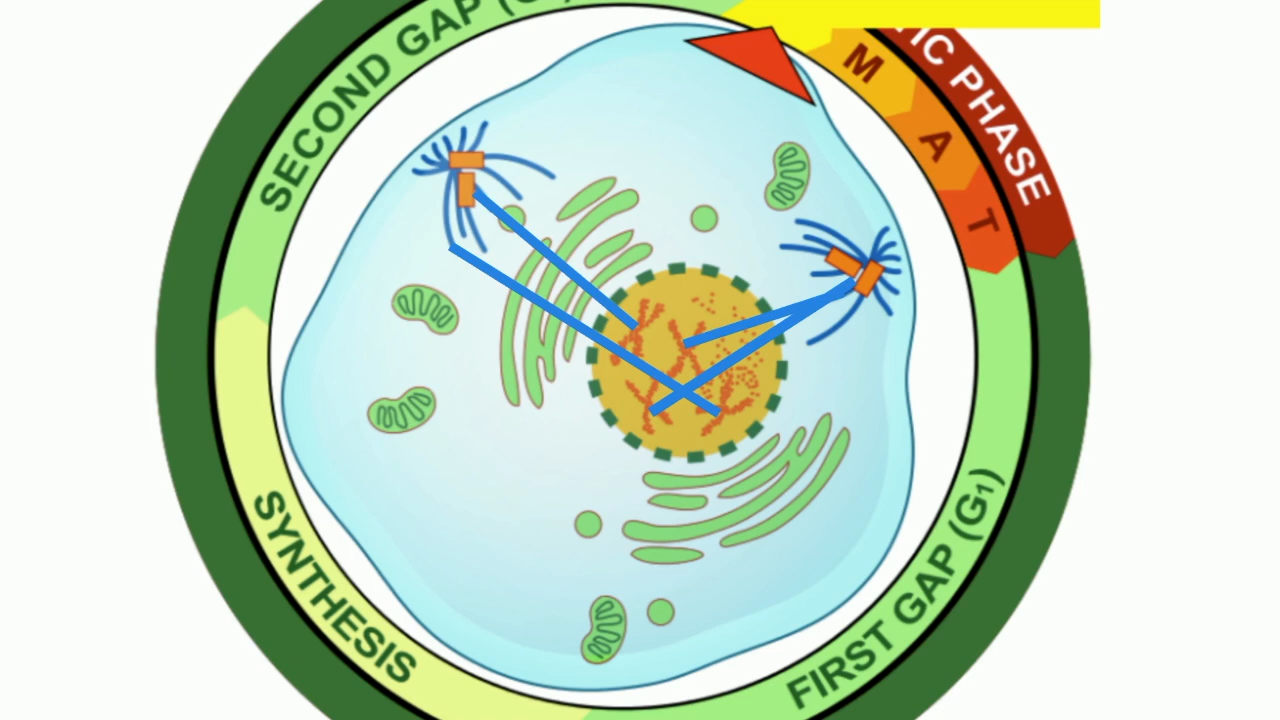 SECOND GAP (G
IC PHASE
M
A
T
SYNTHESIS
FIRST GAP (G₁)